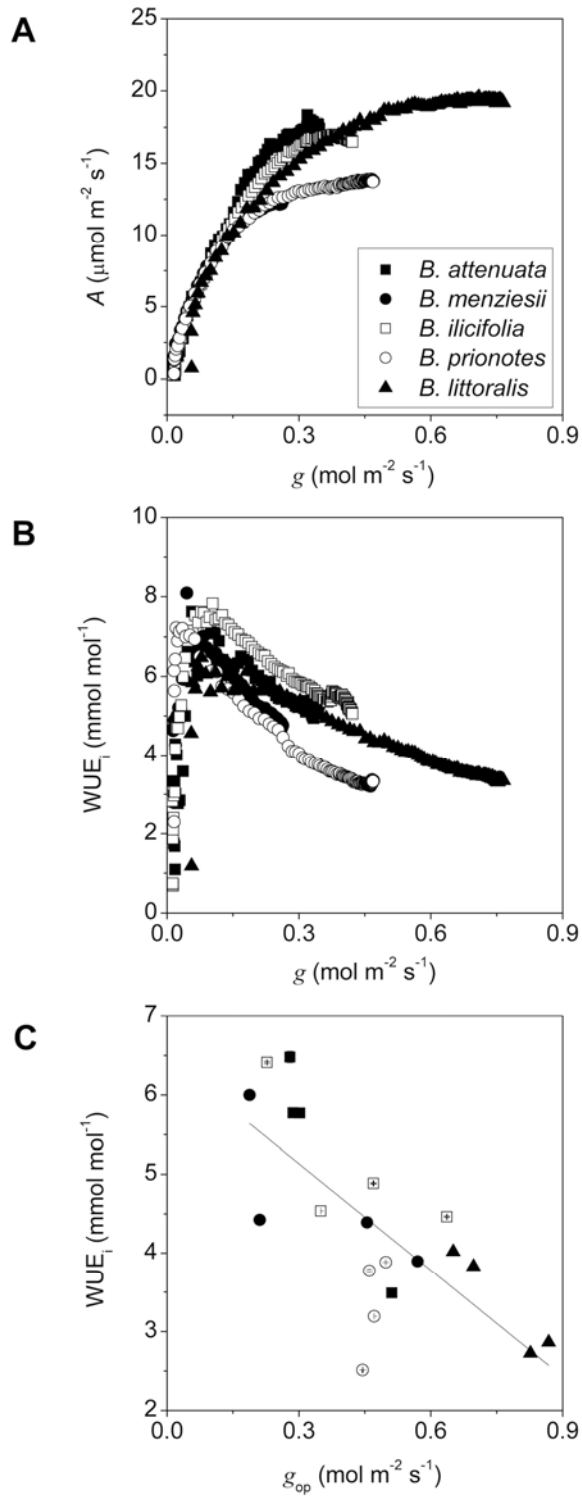 A
25
20
15
10
5
0
A (μmol m⁻² s⁻¹)
B. attenuata
B. menziesii
B. ilicifolia
B. prionotes
B. littoralis
0.0 0.3 0.6 0.9
g (mol m⁻² s⁻¹)
B
10
8
6
4
2
0
WUEᵢ (mmol mol⁻¹)
0.0 0.3 0.6 0.9
g (mol m⁻² s⁻¹)
C
7
6
5
4
3
2
WUEᵢ (mmol mol⁻¹)
0.0 0.3 0.6 0.9
gₒₚ (mol m⁻² s⁻¹)